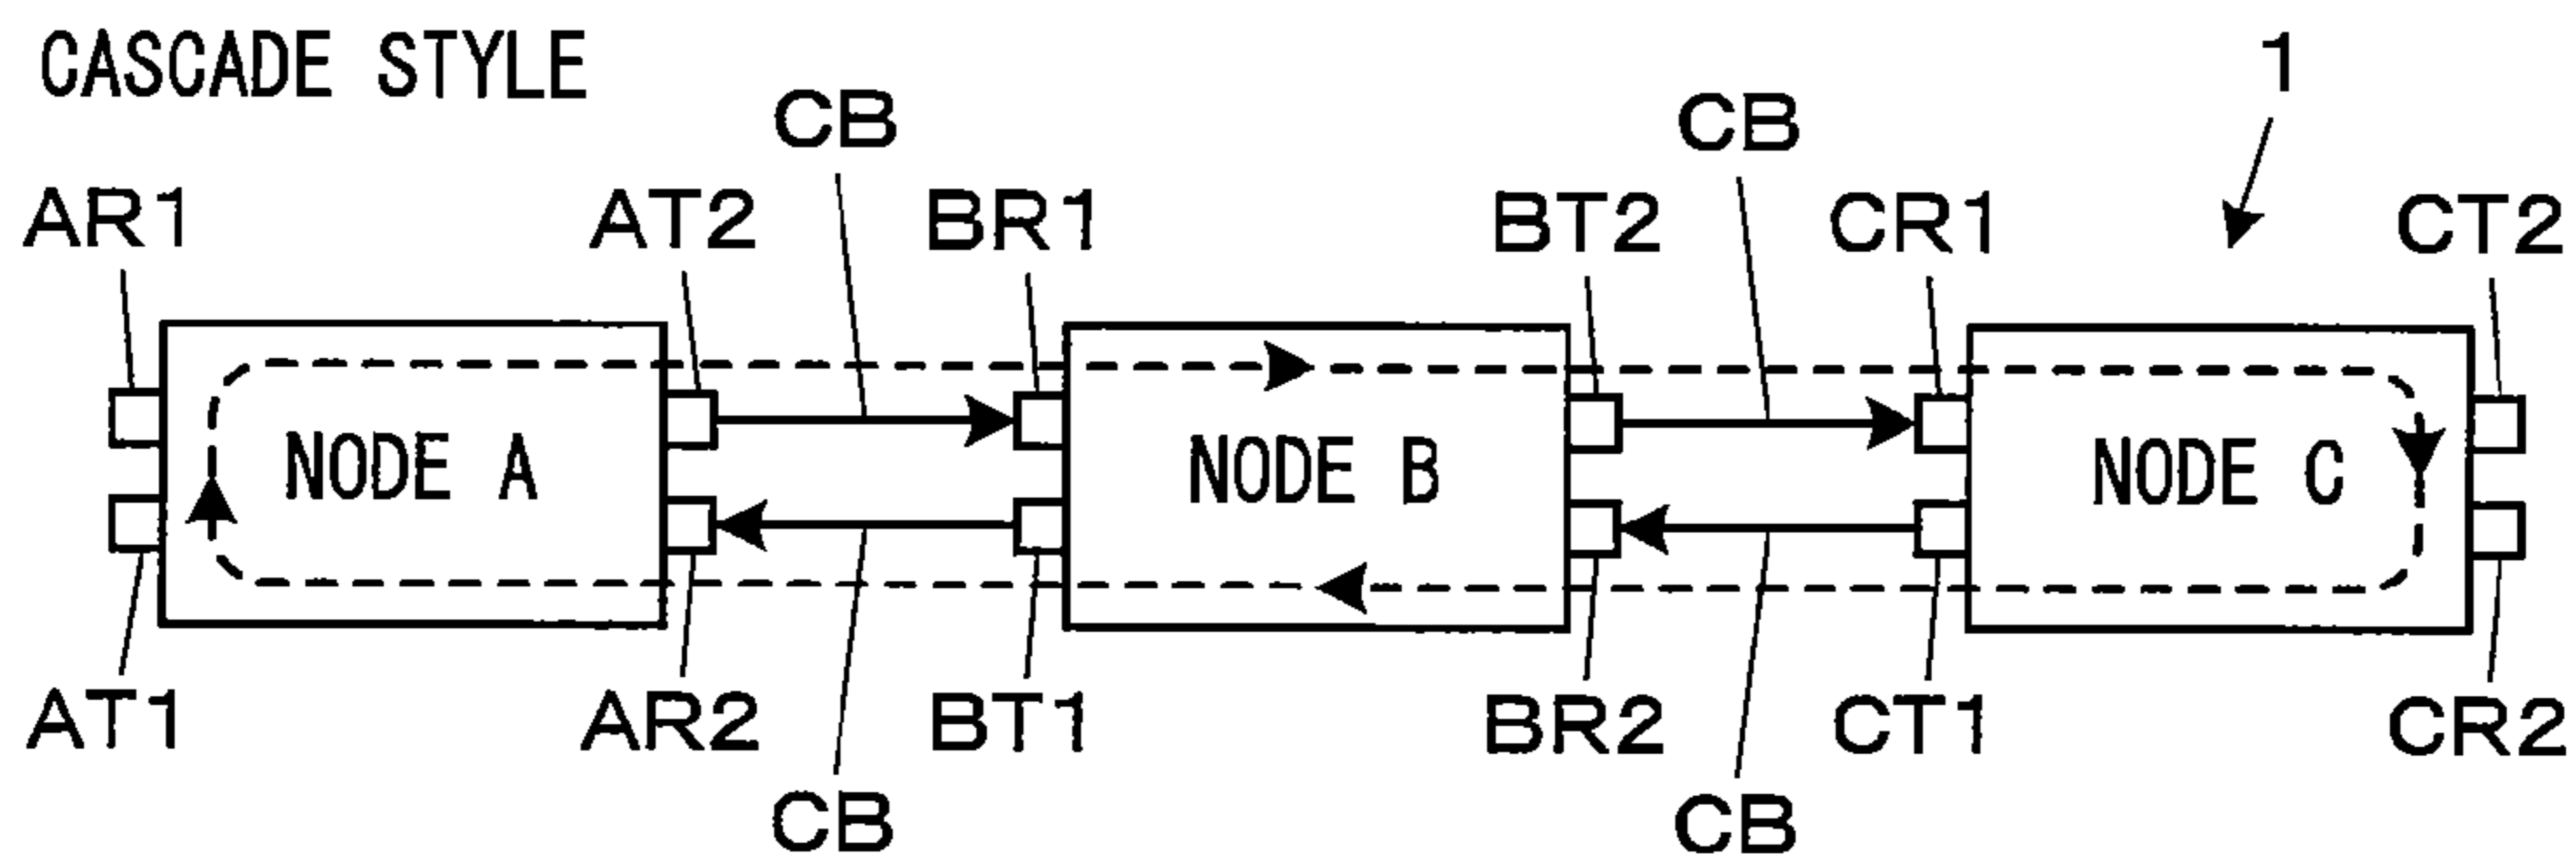 CASCADE STYLE
1
CB CB
AR1 AT2 BR1 BT2 CR1 CT2
NODE A NODE B NODE C
AT1 AR2 BT1 BR2 CT1 CR2
CB CB